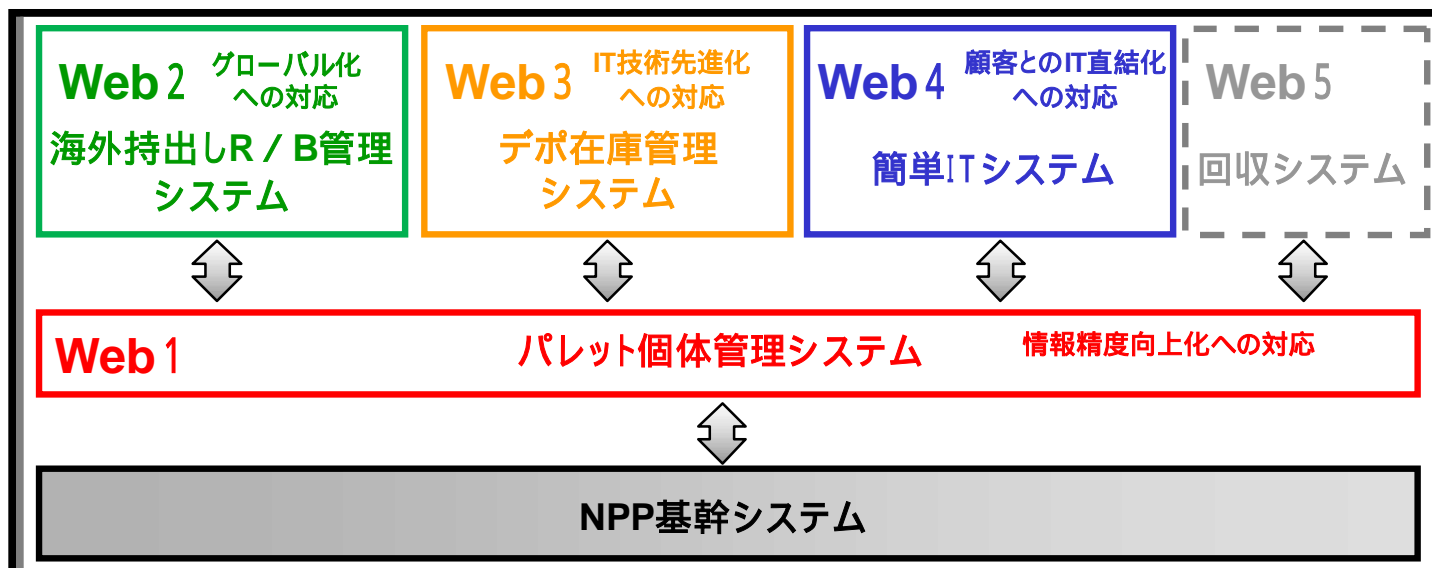 Web2 グローバル化
への対応
海外持出しR/B管理
システム
Web3 IT技術先進化
への対応
デポ在庫管理
システム
Web4 顧客とのIT直結化
への対応
簡単ITシステム
Web5
回収システム
Web1 パレット個体管理システム 情報精度向上化への対応
NPP基幹システム